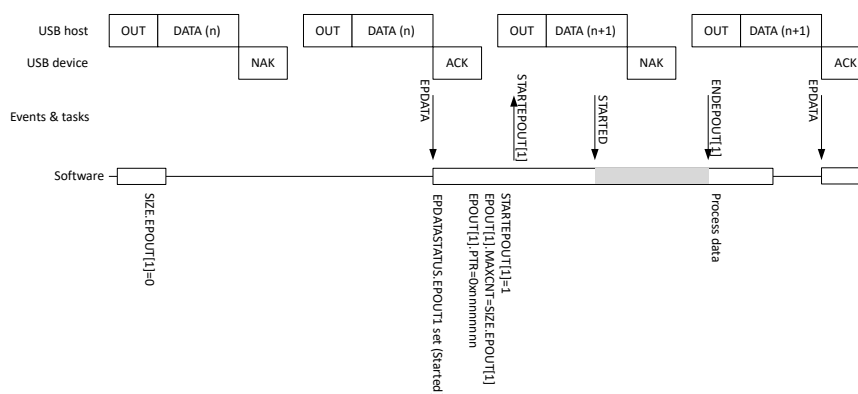 USB host
OUT
DATA (n)
OUT
DATA (n)
OUT
DATA (n+1)
OUT
DATA (n+1)
USB device
NAK
ACK
NAK
ACK
Events & tasks
EPDATA
STARTEPOUT[1]
STARTED
ENDEPOUT[1]
EPDATA
Software
SIZE.EPOUT[1]=0
EPDATASTATUS.EPOUT1 set (Started
EPOUT[1].PTR=0xnnnnnnnn
EPOUT[1].MAXCNT=SIZE.EPOUT[1]
STARTEPOUT[1]=1
Process data